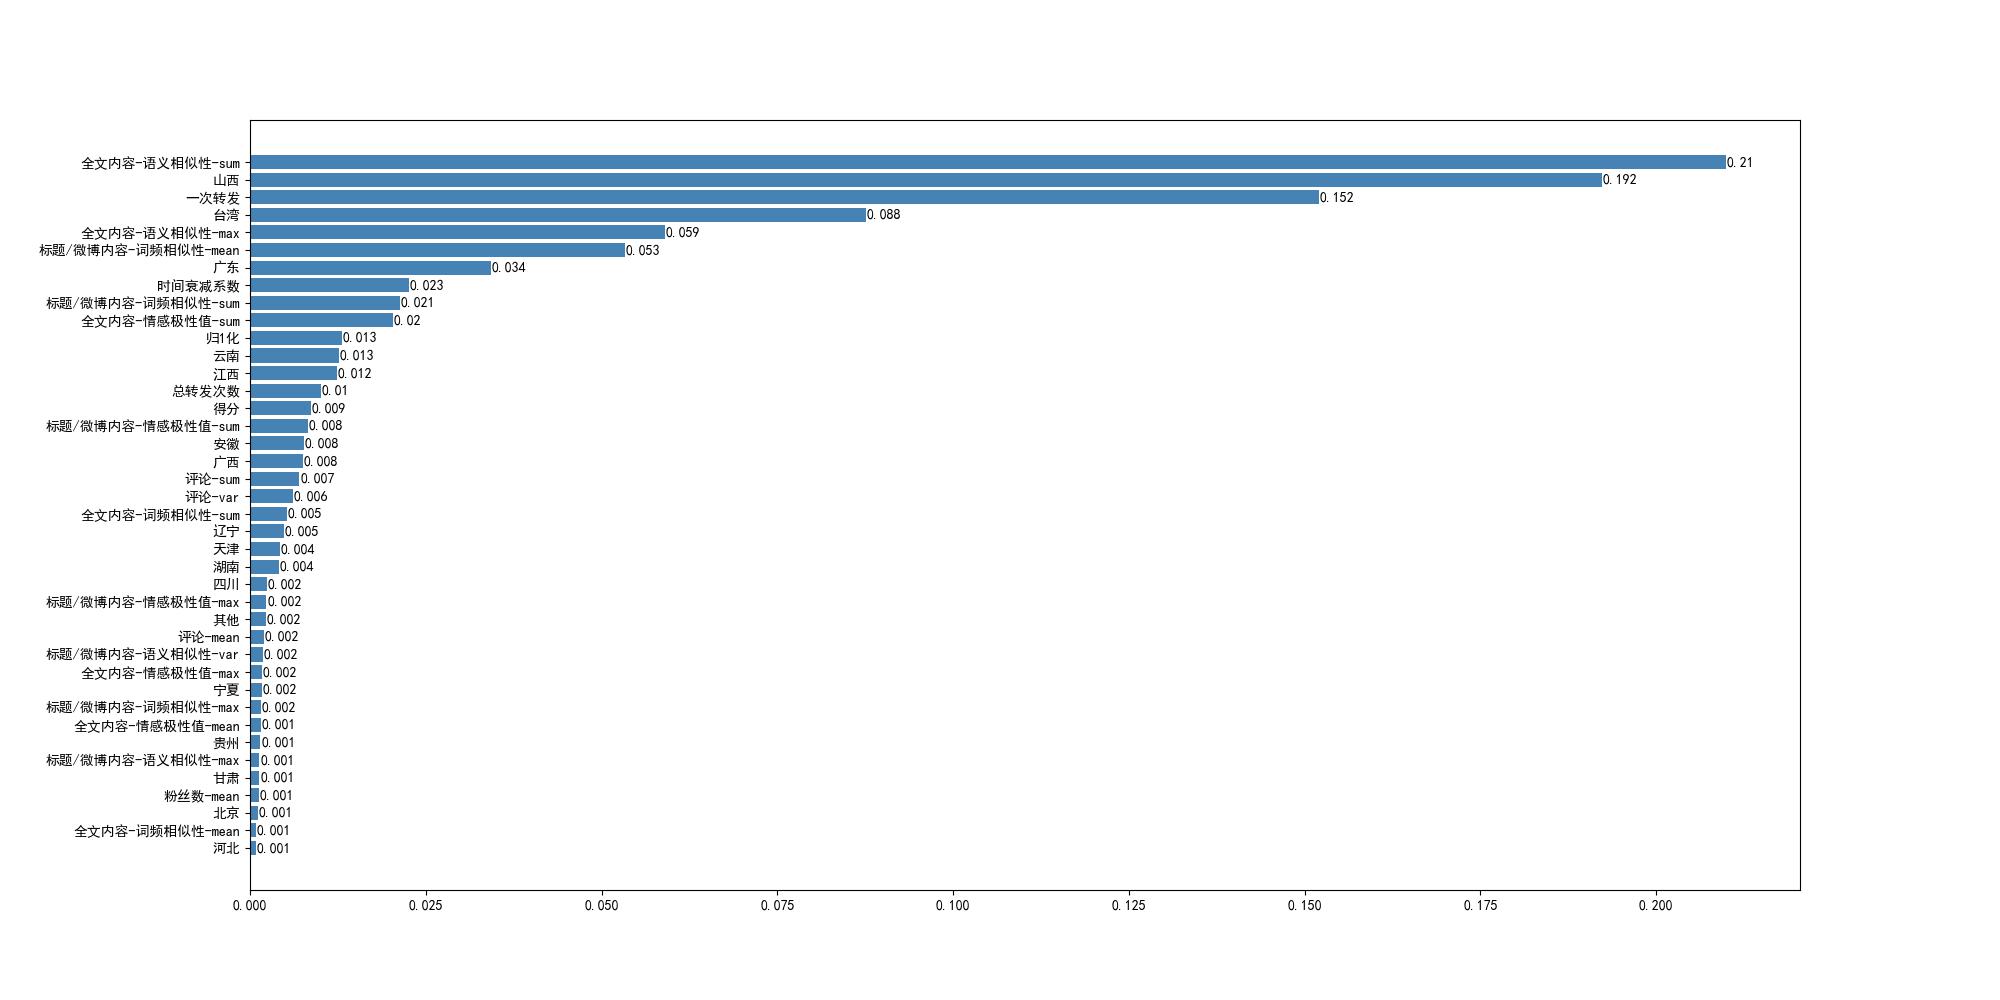 全文内容-语义相似性-sum 0.21
山西 0.192
一次转发 0.152
台湾 0.088
全文内容-语义相似性-max 0.059
标题/微博内容-词频相似性-mean 0.053
广东 0.034
时间衰减系数 0.023
标题/微博内容-词频相似性-sum 0.021
全文内容-情感极性值-sum 0.02
归1化 0.013
云南 0.013
江西 0.012
总转发次数 0.01
得分 0.009
标题/微博内容-情感极性值-sum 0.008
安徽 0.008
广西 0.008
评论-sum 0.007
评论-var 0.006
全文内容-词频相似性-sum 0.005
辽宁 0.005
天津 0.004
湖南 0.004
四川 0.002
标题/微博内容-情感极性值-max 0.002
其他 0.002
评论-mean 0.002
标题/微博内容-语义相似性-var 0.002
全文内容-情感极性值-max 0.002
宁夏 0.002
标题/微博内容-词频相似性-max 0.002
全文内容-情感极性值-mean 0.001
贵州 0.001
标题/微博内容-语义相似性-max 0.001
甘肃 0.001
粉丝数-mean 0.001
北京 0.001
全文内容-词频相似性-mean 0.001
河北 0.001
0.000 0.025 0.050 0.075 0.100 0.125 0.150 0.175 0.200